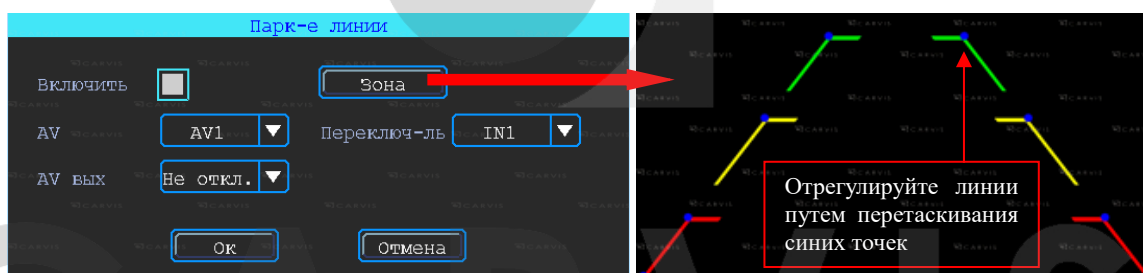 Парк-е линии
Включить
Зона
AV
AV1
Переключ-ль
IN1
AV вых
Не откл.
Ок
Отмена
Отрегулируйте линии
путем перетаскивания
синих точек
CARVIS